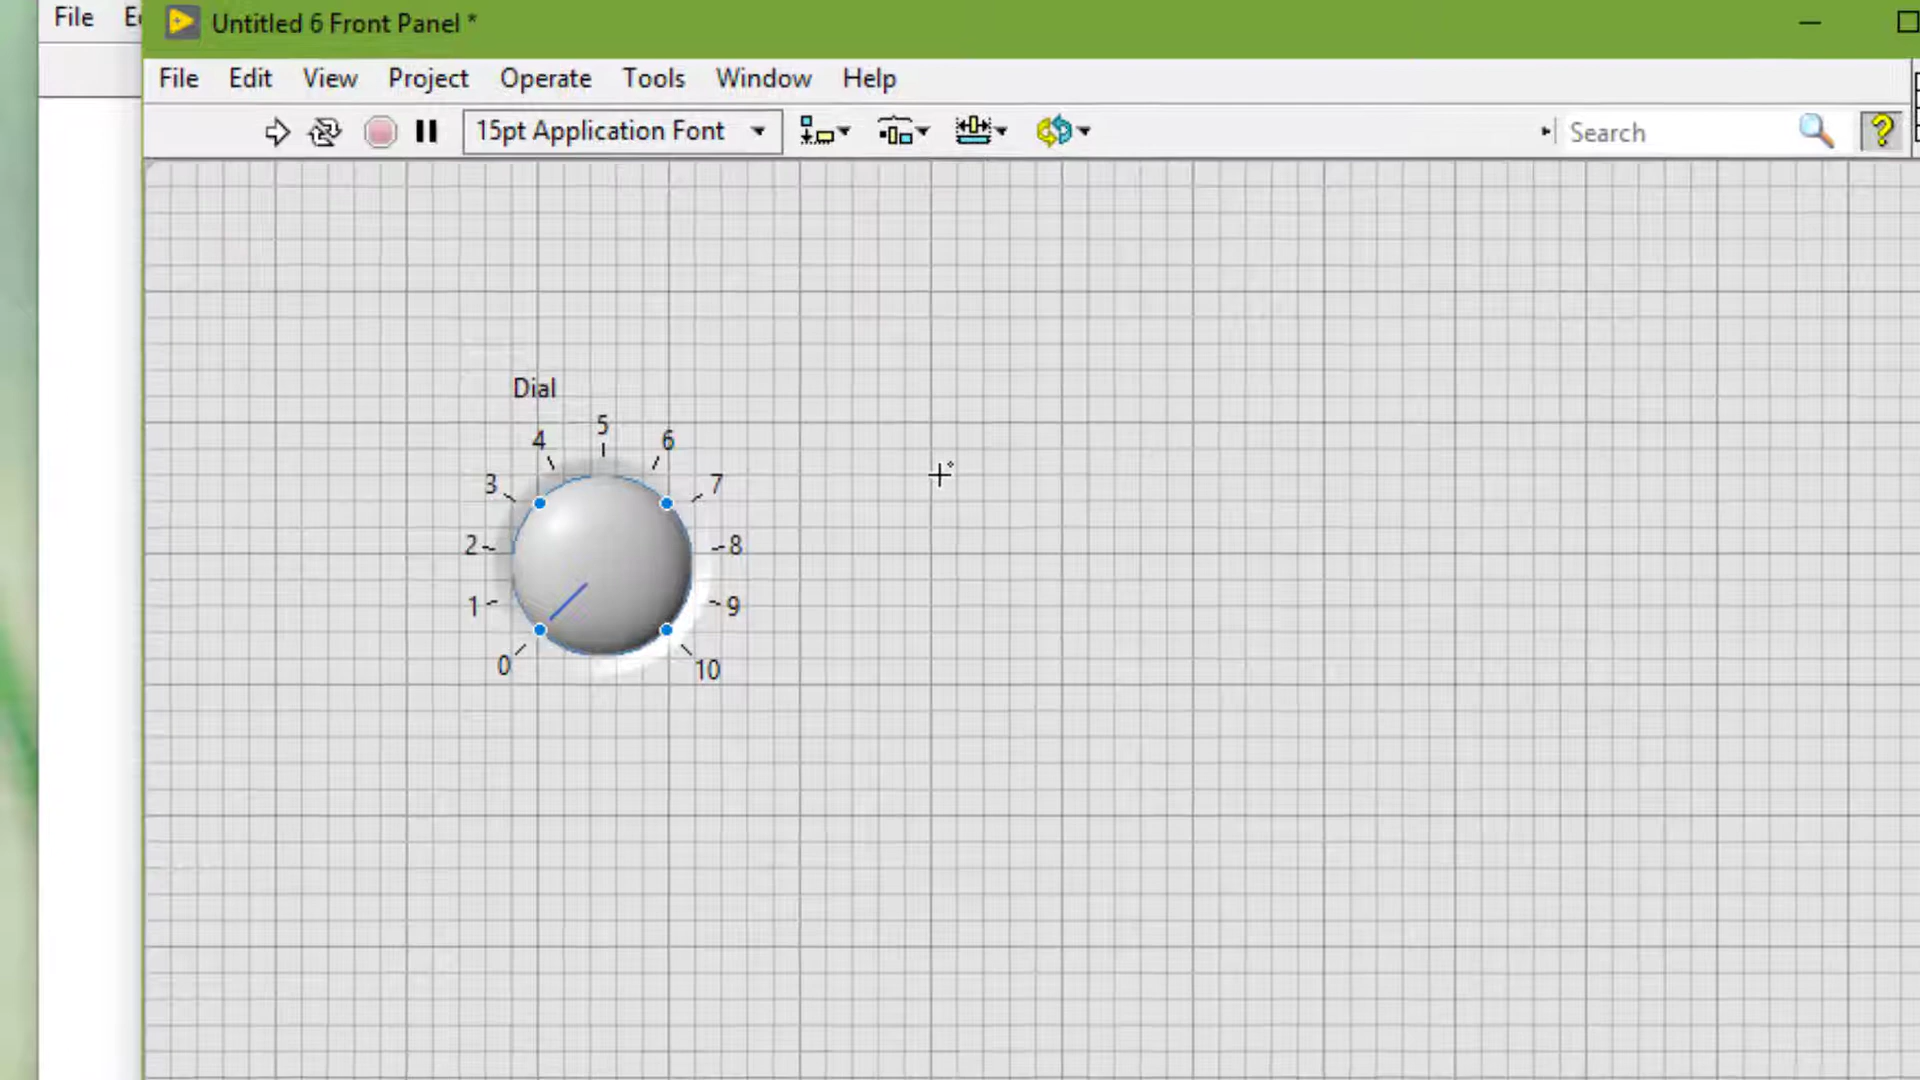 File
Untitled 6 Front Panel *
File Edit View Project Operate Tools Window Help
15pt Application Font
Search
?
Dial
5
4
6
3
7
2
8
1
9
0
10